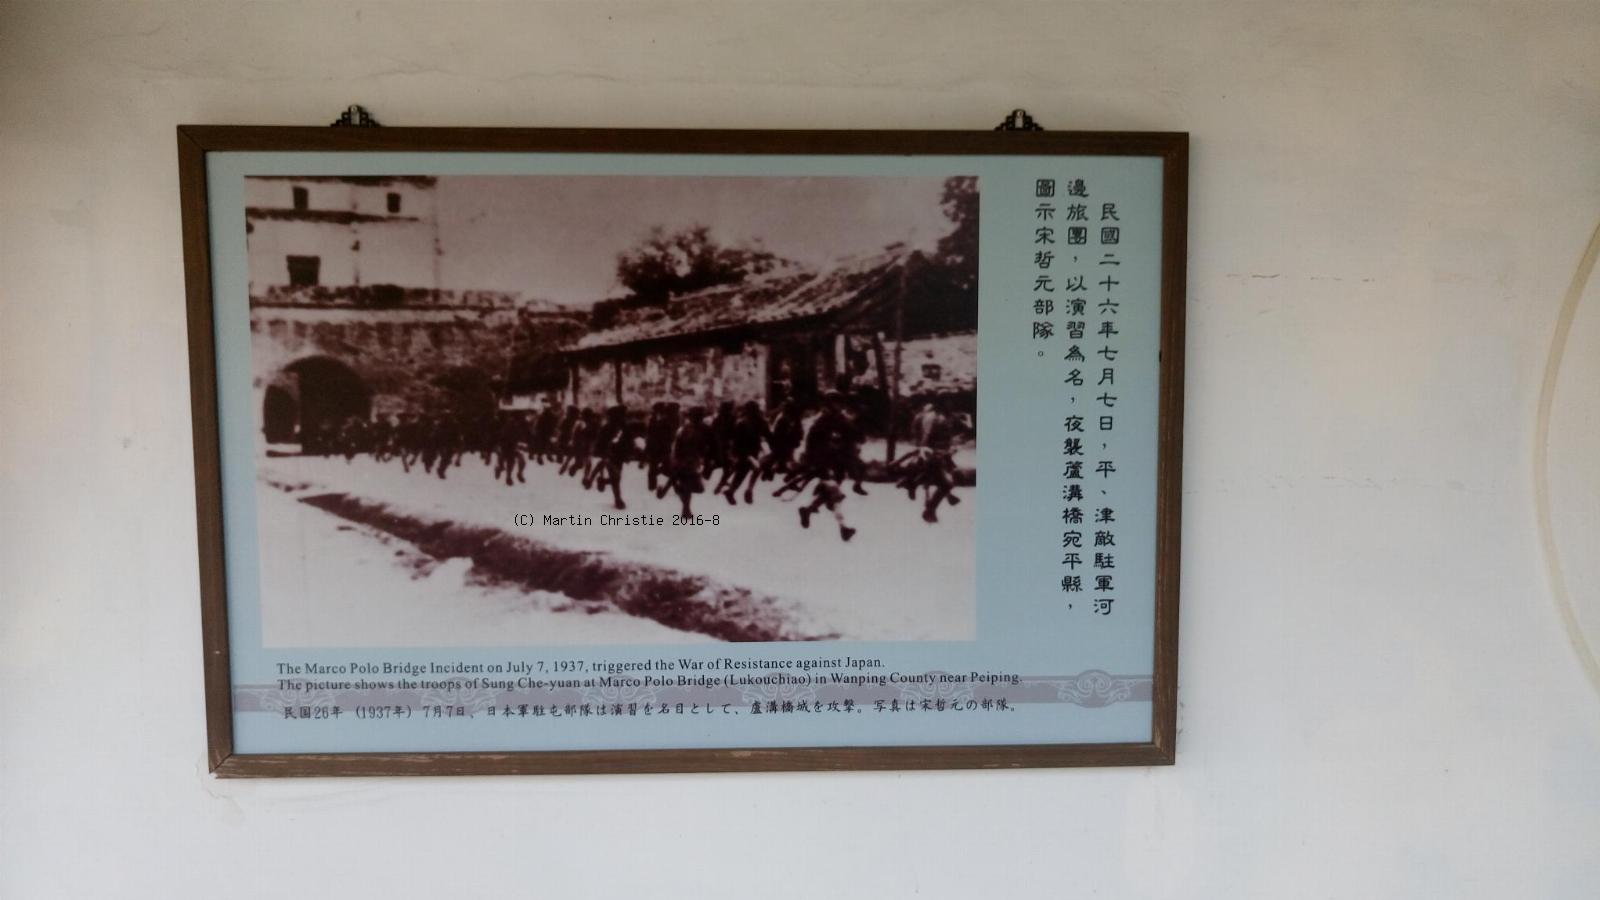 民國二十六年七月七日，平、津敵駐軍河
邊旅團，以演習為名，夜襲蘆溝橋宛平縣，
圖示宋哲元部隊。
(C) Martin Christie 2016-8
The Marco Polo Bridge Incident on July 7, 1937, triggered the War of Resistance against Japan.
The picture shows the troops of Sung Che-yuan at Marco Polo Bridge (Lukouchiao) in Wanping County near Peiping.
民国26年（1937年）7月7日、日本軍駐屯部隊は演習を名目として、盧溝橋城を攻撃。写真は宋哲元の部隊。